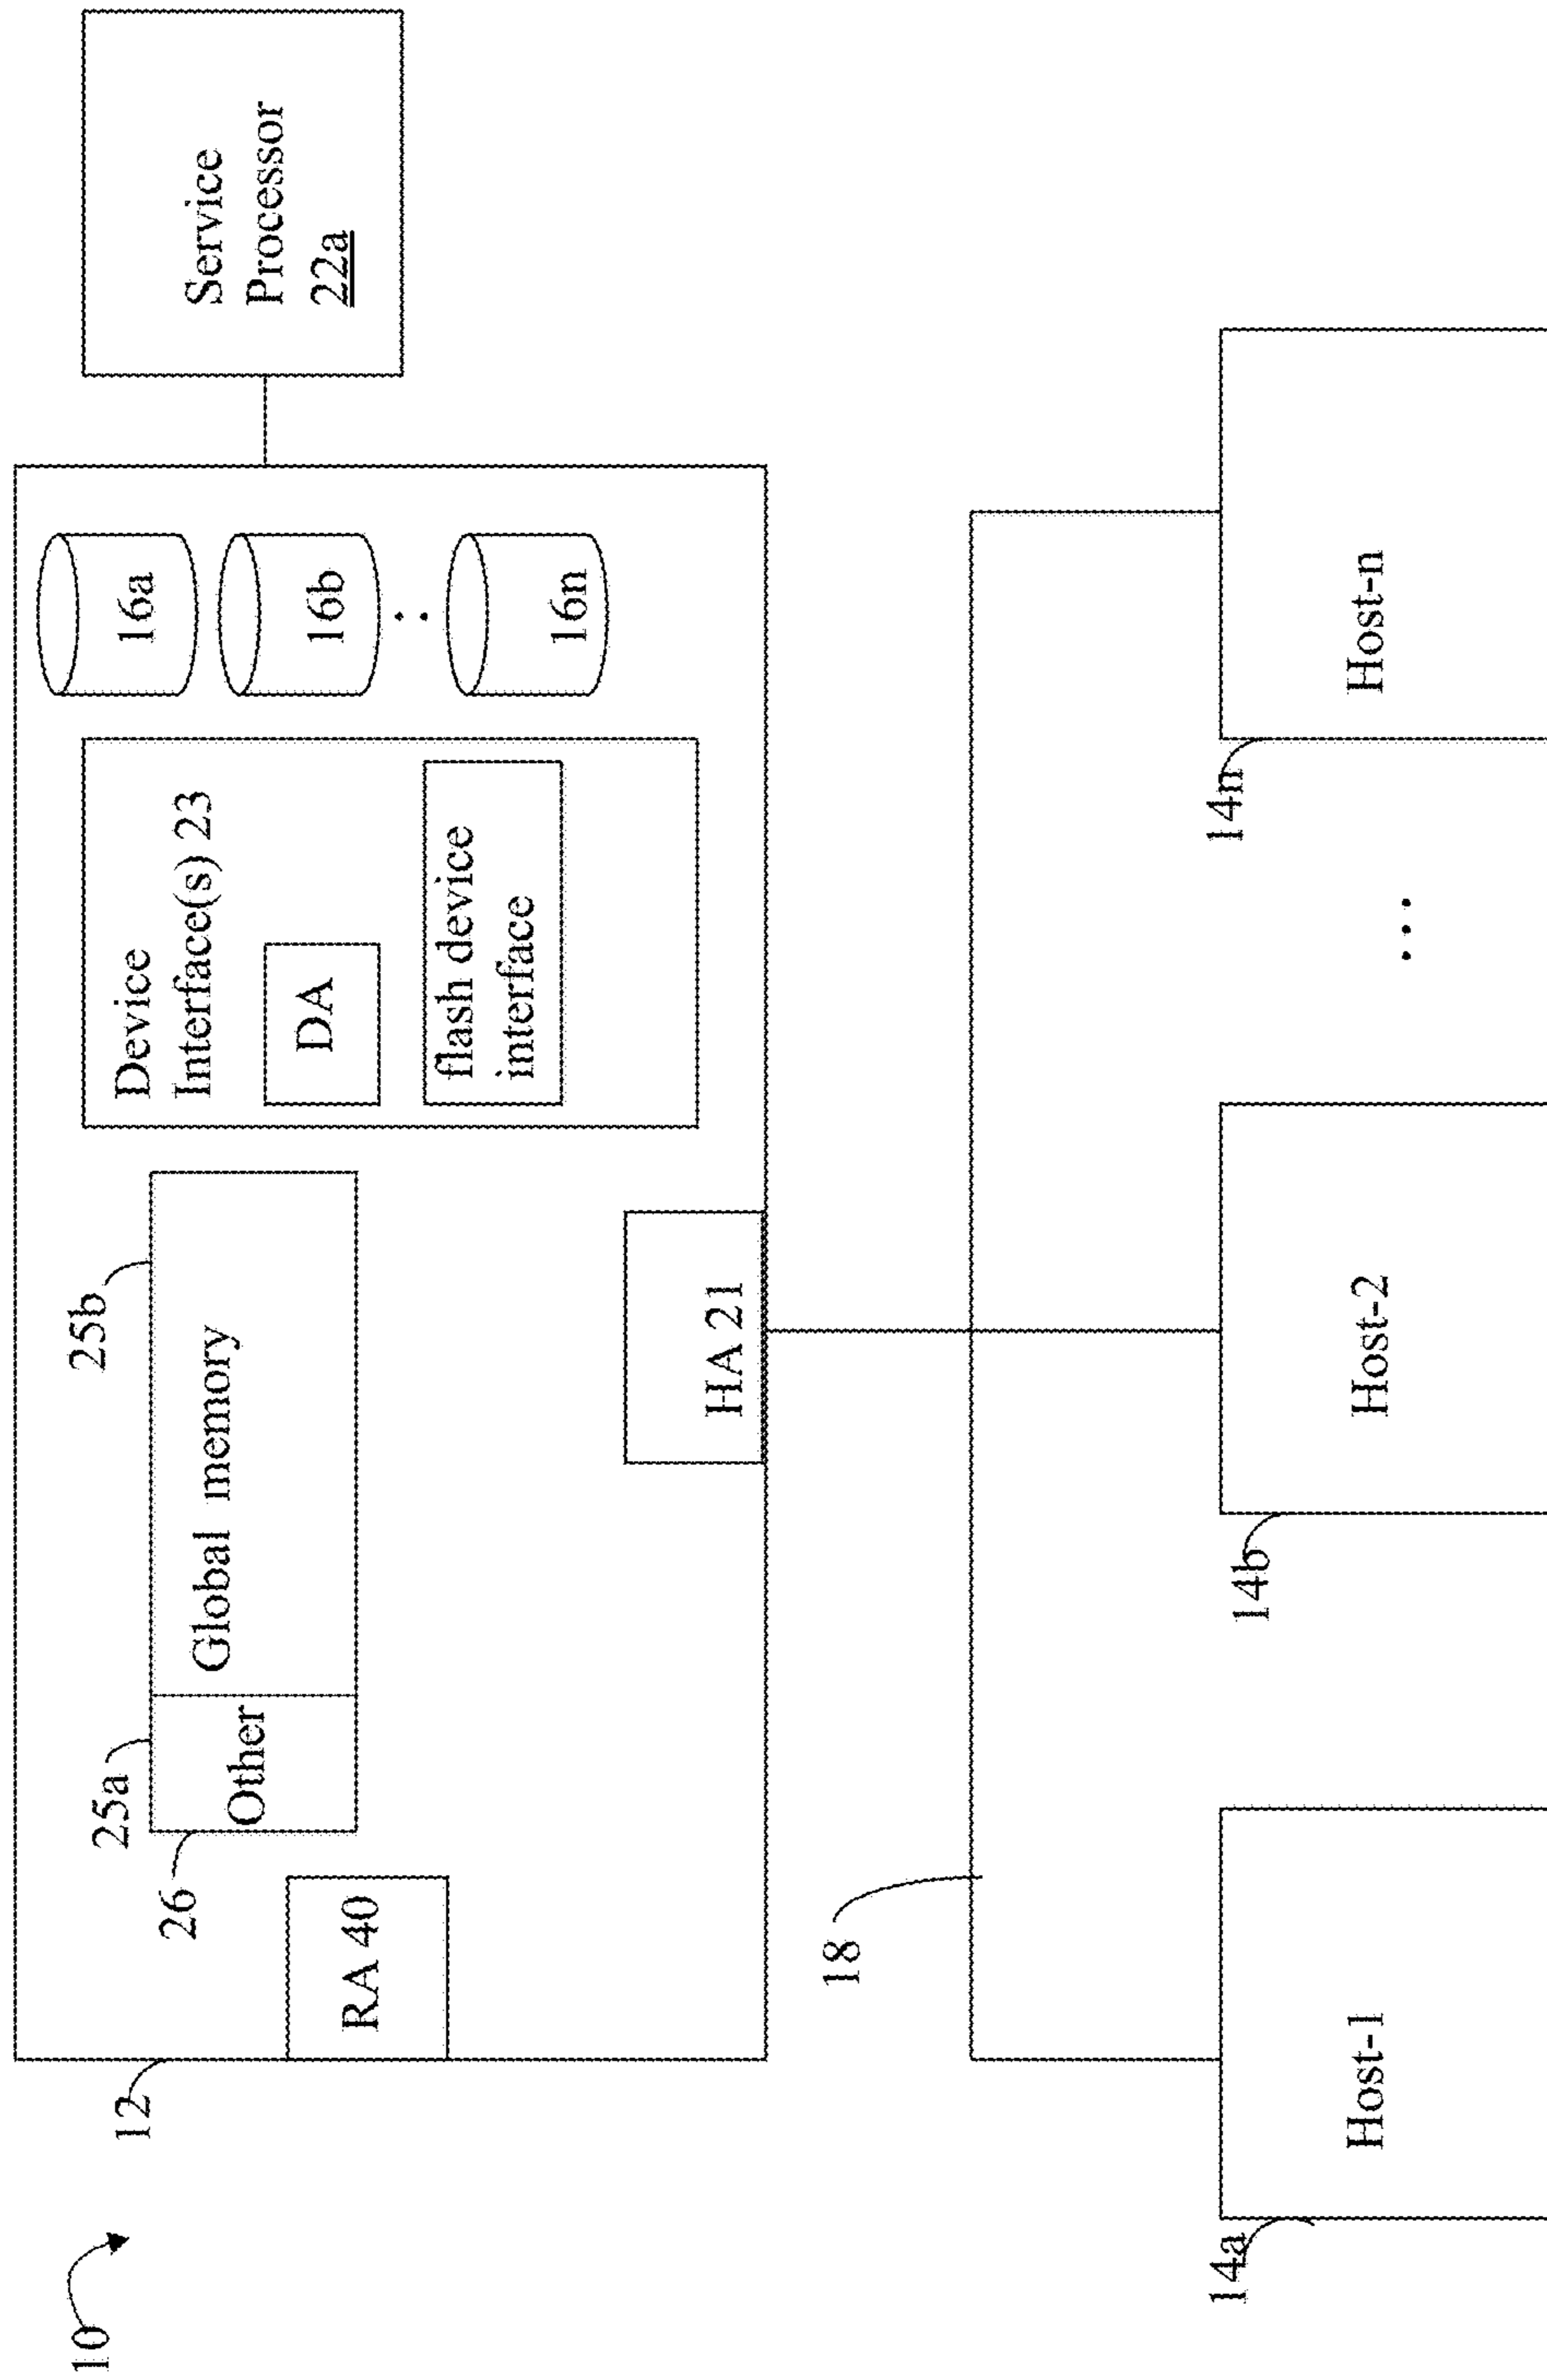 10
12
RA 40
26
25a
Other
25b
Global memory
HA 21
Device
Interface(s) 23
DA
flash device
interface
16a
16b
16n
Service
Processor
22a
18
14a
Host-1
14b
Host-2
14n
Host-n